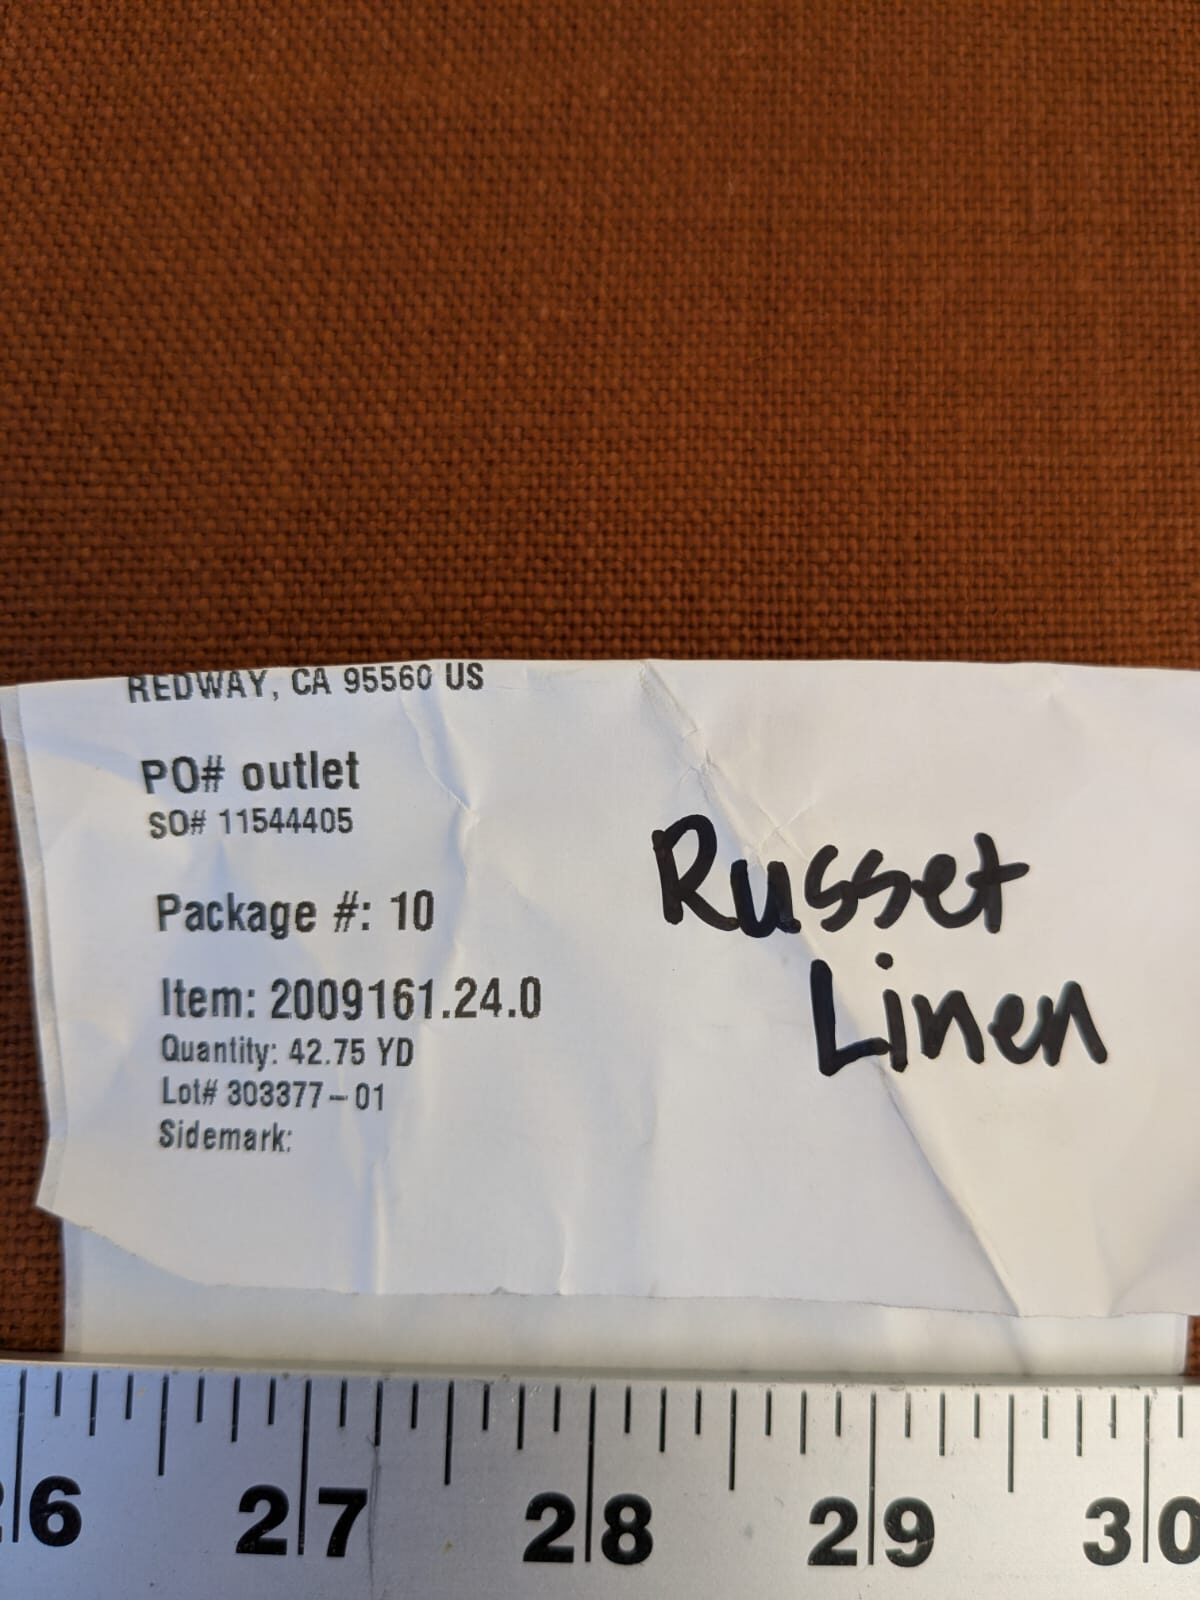 REDWAY, CA 95560 US
PO# outlet
SO# 11544405
Package #: 10
Item: 2009161.24.0
Quantity: 42.75 YD
Lot# 303377-01
Sidemark:
Russet
Linen
26 27 28 29 30